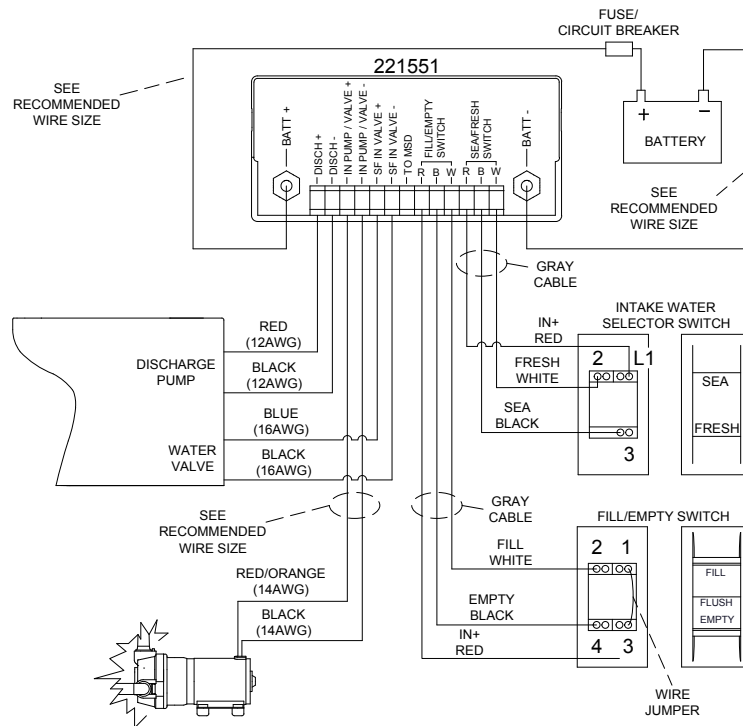 FUSE/
CIRCUIT BREAKER
221551
SEE
RECOMMENDED
WIRE SIZE
BATT +
DISCH +
DISCH -
IN PUMP / VALVE +
IN PUMP / VALVE -
SF IN VALVE +
SF IN VALVE -
TO MSD
FILL/EMPTY
SWITCH
SEA/FRESH
SWITCH
BATT -
R B W R B W
+ −
BATTERY
SEE
RECOMMENDED
WIRE SIZE
GRAY
CABLE
INTAKE WATER
SELECTOR SWITCH
RED
(12AWG)
DISCHARGE
PUMP
BLACK
(12AWG)
BLUE
(16AWG)
WATER
VALVE
BLACK
(16AWG)
IN+
RED
2 L1
FRESH
WHITE
SEA
BLACK
3
SEA
FRESH
SEE
RECOMMENDED
WIRE SIZE
GRAY
CABLE
FILL/EMPTY SWITCH
RED/ORANGE
(14AWG)
BLACK
(14AWG)
FILL
WHITE
2 1
EMPTY
BLACK
IN+
RED
4 3
FILL
FLUSH
EMPTY
WIRE
JUMPER